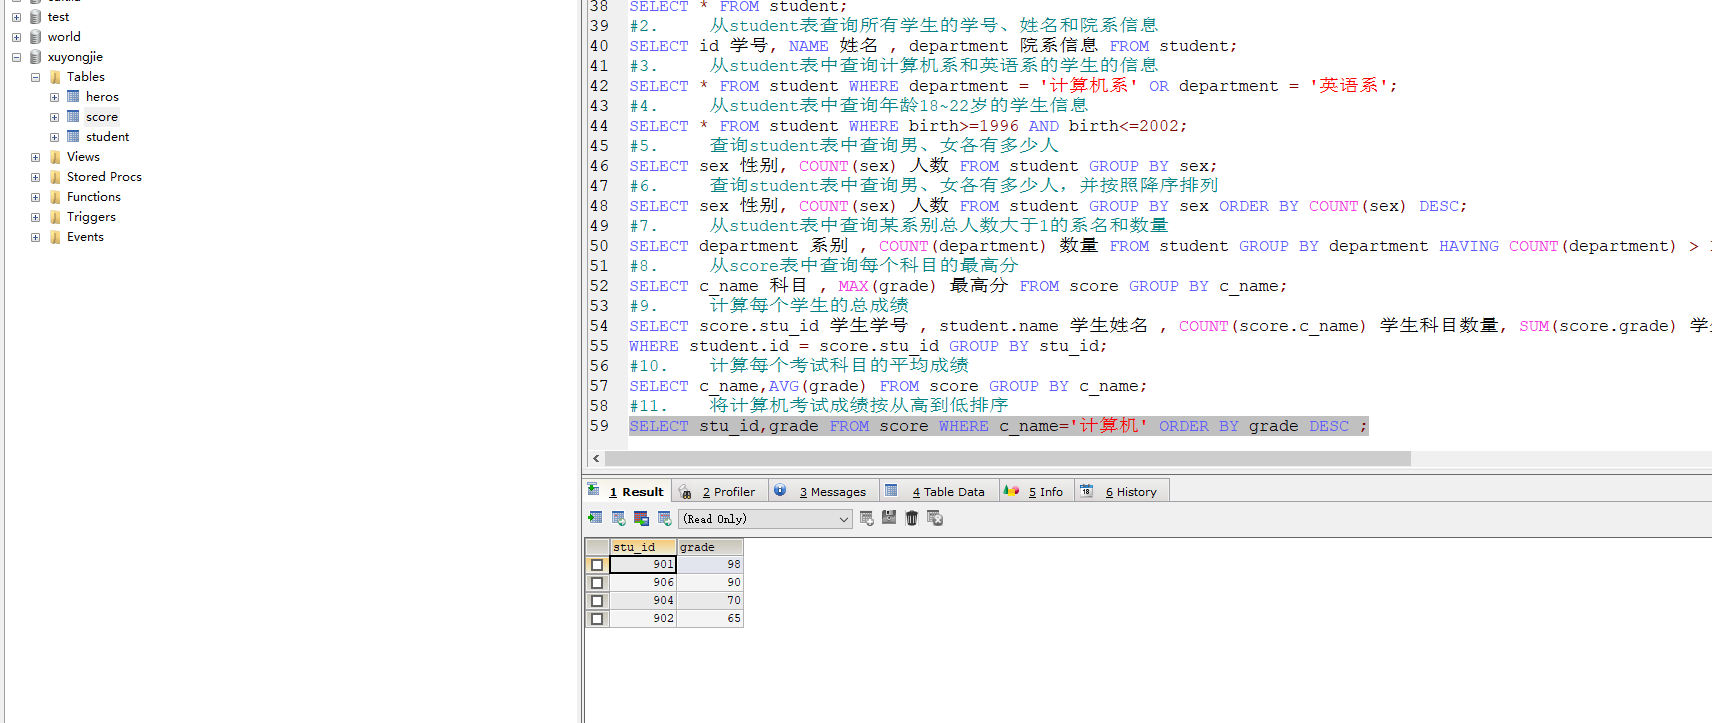 test
world
xuyongjie
Tables
heros
score
student
Views
Stored Procs
Functions
Triggers
Events
38 SELECT * FROM student;
39 #2. 从student表查询所有学生的学号、姓名和院系信息
40 SELECT id 学号, NAME 姓名 , department 院系信息 FROM student;
41 #3. 从student表中查询计算机系和英语系的学生的信息
42 SELECT * FROM student WHERE department = '计算机系' OR department = '英语系';
43 #4. 从student表中查询年龄18~22岁的学生信息
44 SELECT * FROM student WHERE birth>=1996 AND birth<=2002;
45 #5. 查询student表中查询男、女各有多少人
46 SELECT sex 性别, COUNT(sex) 人数 FROM student GROUP BY sex;
47 #6. 查询student表中查询男、女各有多少人，并按照降序排列
48 SELECT sex 性别, COUNT(sex) 人数 FROM student GROUP BY sex ORDER BY COUNT(sex) DESC;
49 #7. 从student表中查询某系别总人数大于1的系名和数量
50 SELECT department 系别 , COUNT(department) 数量 FROM student GROUP BY department HAVING COUNT(department) >
51 #8. 从score表中查询每个科目的最高分
52 SELECT c_name 科目 , MAX(grade) 最高分 FROM score GROUP BY c_name;
53 #9. 计算每个学生的总成绩
54 SELECT score.stu_id 学生学号 , student.name 学生姓名 , COUNT(score.c_name) 学生科目数量, SUM(score.grade) 学
55 WHERE student.id = score.stu_id GROUP BY stu_id;
56 #10. 计算每个考试科目的平均成绩
57 SELECT c_name,AVG(grade) FROM score GROUP BY c_name;
58 #11. 将计算机考试成绩按从高到低排序
59 SELECT stu_id,grade FROM score WHERE c_name='计算机' ORDER BY grade DESC ;
1 Result 2 Profiler 3 Messages 4 Table Data 5 Info 6 History
(Read Only)
stu_id grade
901 98
906 90
904 70
902 65